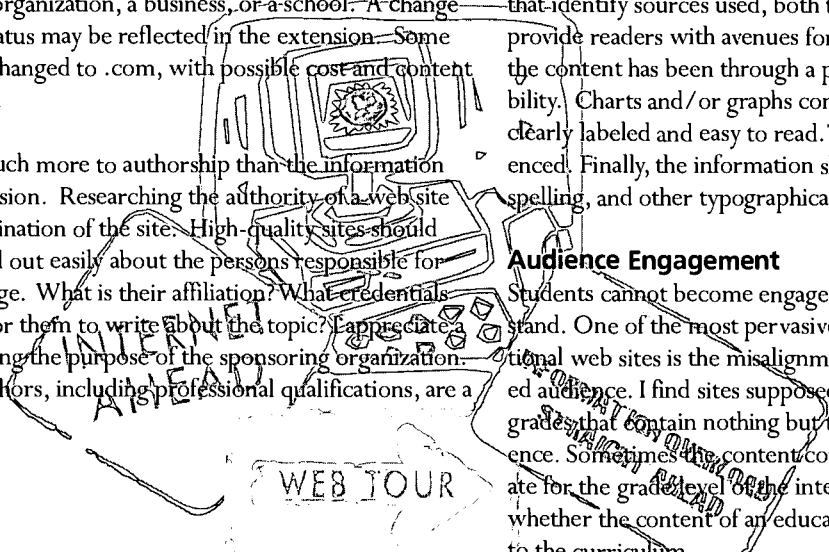 organization, a business, or a school. A change
atus may be reflected in the extension. Some
hanged to .com, with possible cost and content
uch more to authorship than the information
sion. Researching the authority of a web site
ination of the site. High-quality sites should
out easily about the persons responsible for
ge. What is their affiliation? What credentials
or them to write about the topic? I appreciate a
ng the purpose of the sponsoring organization.
hors, including professional qualifications, are a
INTERNET
AHEAD
WEB TOUR
that identify sources used, both
provide readers with avenues for
the content has been through a p
bility. Charts and/or graphs con
clearly labeled and easy to read.
enced. Finally, the information s
spelling, and other typographica
Audience Engagement
Students cannot become engage
stand. One of the most pervasive
tional web sites is the misalignm
ed audience. I find sites suppose
grades that contain nothing but
ence. Sometimes the content co
ate for the grade level of the inte
whether the content of an educa
to the curriculum
INFORMATION OVERLOAD
STRAIGHT AHEAD